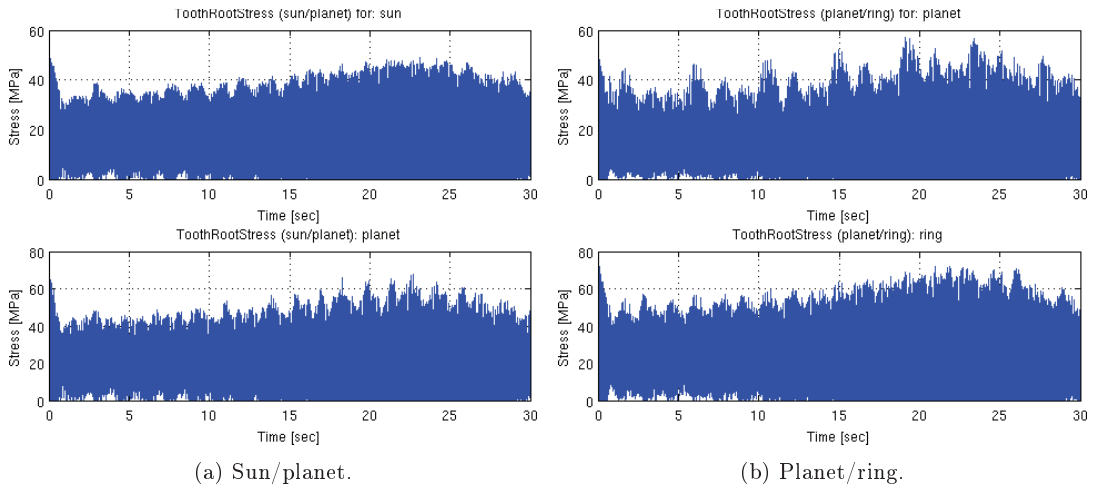 ToothRootStress (sun/planet) for: sun
60
40
20
0
Stress [MPa]
0 5 10 15 20 25 30
Time [sec]
ToothRootStress (sun/planet): planet
80
60
40
20
0
Stress [MPa]
0 5 10 15 20 25 30
Time [sec]
(a) Sun/planet.
ToothRootStress (planet/ring) for: planet
60
40
20
0
Stress [MPa]
0 5 10 15 20 25 30
Time [sec]
ToothRootStress (planet/ring): ring
80
60
40
20
0
Stress [MPa]
0 5 10 15 20 25 30
Time [sec]
(b) Planet/ring.